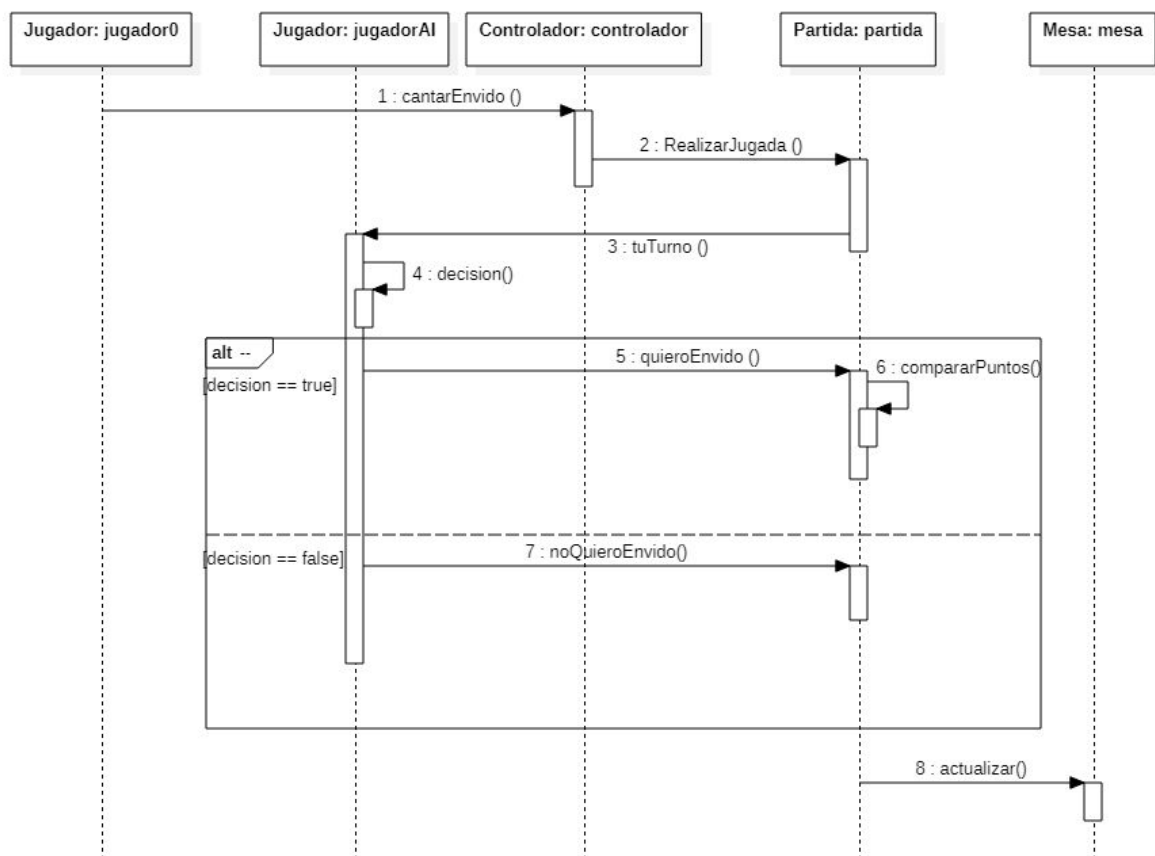 Jugador: jugador0
Jugador: jugadorAI
Controlador: controlador
Partida: partida
Mesa: mesa
1 : cantarEnvido ()
2 : RealizarJugada ()
3 : tuTurno ()
4 : decision()
alt --
[decision == true]
5 : quieroEnvido ()
6 : compararPuntos()
[decision == false]
7 : noQuieroEnvido()
8 : actualizar()